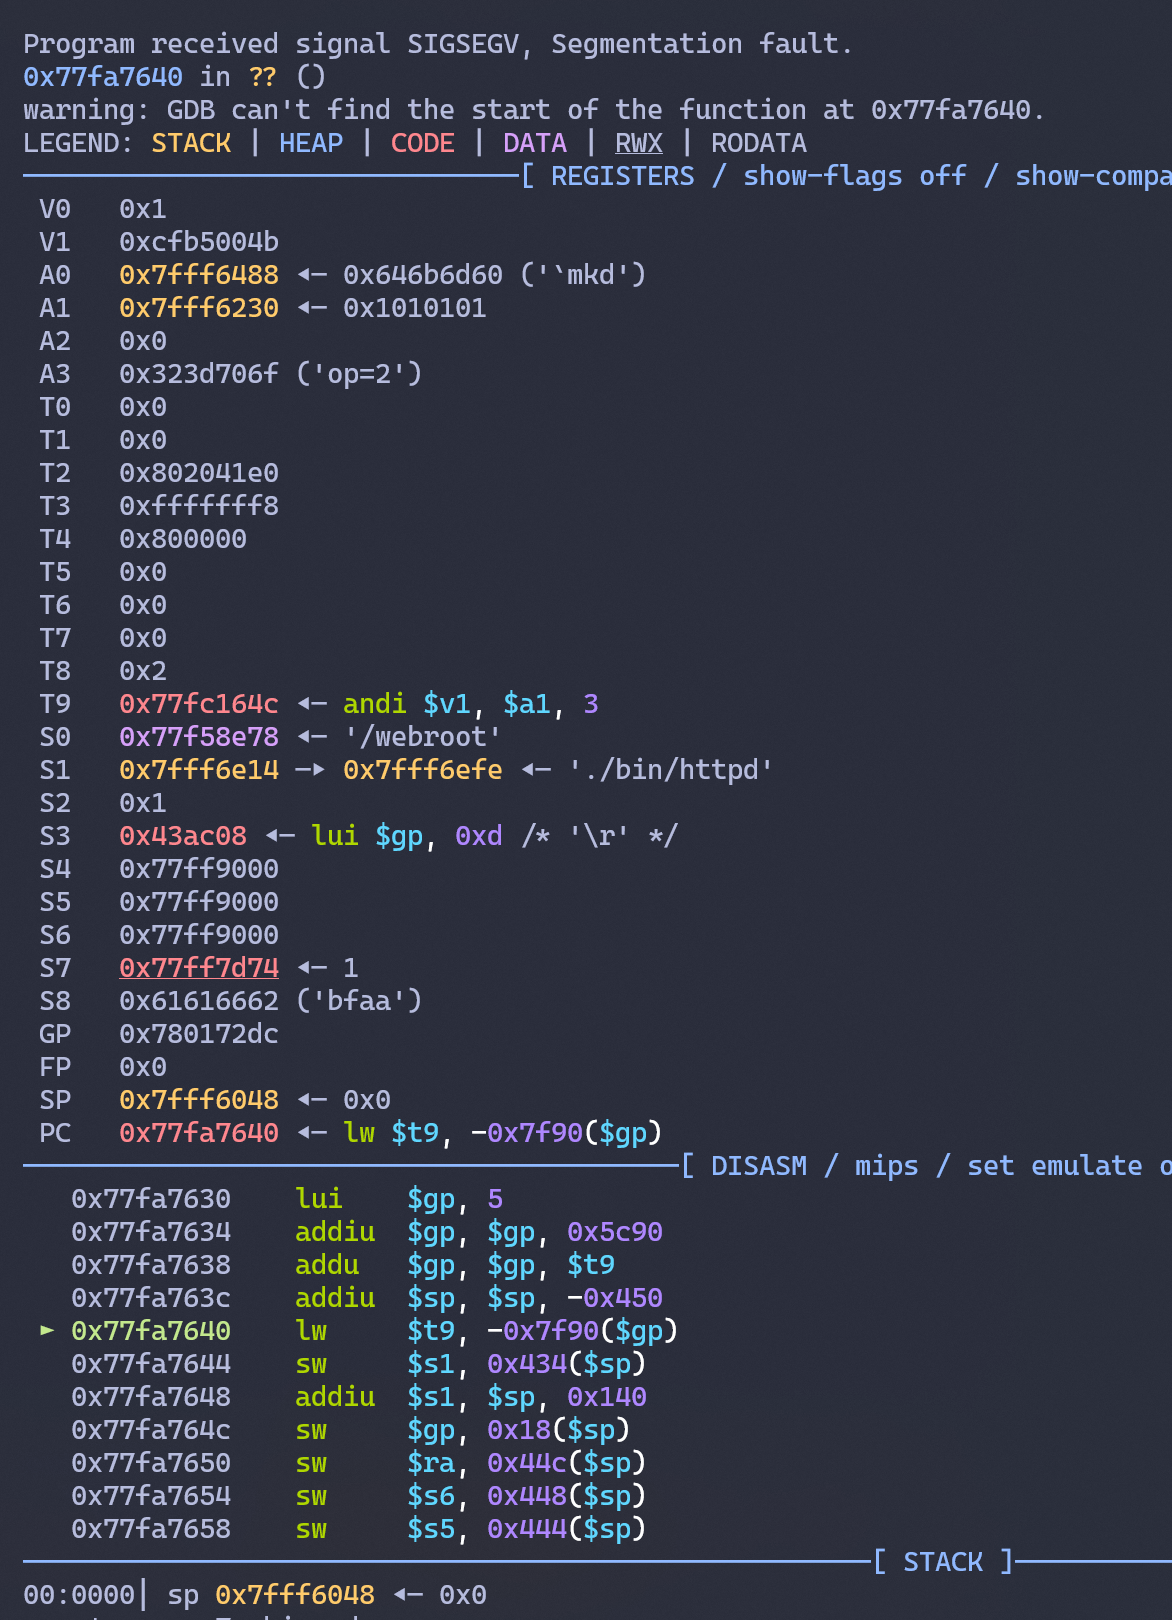 Program received signal SIGSEGV, Segmentation fault.
0x77fa7640 in ?? ()
warning: GDB can't find the start of the function at 0x77fa7640.
LEGEND: STACK | HEAP | CODE | DATA | RWX | RODATA
[ REGISTERS / show-flags off / show-compa
V0 0x1
V1 0xcfb5004b
A0 0x7fff6488 ◂— 0x646b6d60 ('`mkd')
A1 0x7fff6230 ◂— 0x1010101
A2 0x0
A3 0x323d706f ('op=2')
T0 0x0
T1 0x0
T2 0x802041e0
T3 0xfffffff8
T4 0x800000
T5 0x0
T6 0x0
T7 0x0
T8 0x2
T9 0x77fc164c ◂— andi $v1, $a1, 3
S0 0x77f58e78 ◂— '/webroot'
S1 0x7fff6e14 —▸ 0x7fff6efe ◂— './bin/httpd'
S2 0x1
S3 0x43ac08 ◂— lui $gp, 0xd /* '\r' */
S4 0x77ff9000
S5 0x77ff9000
S6 0x77ff9000
S7 0x77ff7d74 ◂— 1
S8 0x61616662 ('bfaa')
GP 0x780172dc
FP 0x0
SP 0x7fff6048 ◂— 0x0
PC 0x77fa7640 ◂— lw $t9, -0x7f90($gp)
[ DISASM / mips / set emulate o
0x77fa7630 lui $gp, 5
0x77fa7634 addiu $gp, $gp, 0x5c90
0x77fa7638 addu $gp, $gp, $t9
0x77fa763c addiu $sp, $sp, -0x450
► 0x77fa7640 lw $t9, -0x7f90($gp)
0x77fa7644 sw $s1, 0x434($sp)
0x77fa7648 addiu $s1, $sp, 0x140
0x77fa764c sw $gp, 0x18($sp)
0x77fa7650 sw $ra, 0x44c($sp)
0x77fa7654 sw $s6, 0x448($sp)
0x77fa7658 sw $s5, 0x444($sp)
[ STACK ]
00:0000│ sp 0x7fff6048 ◂— 0x0